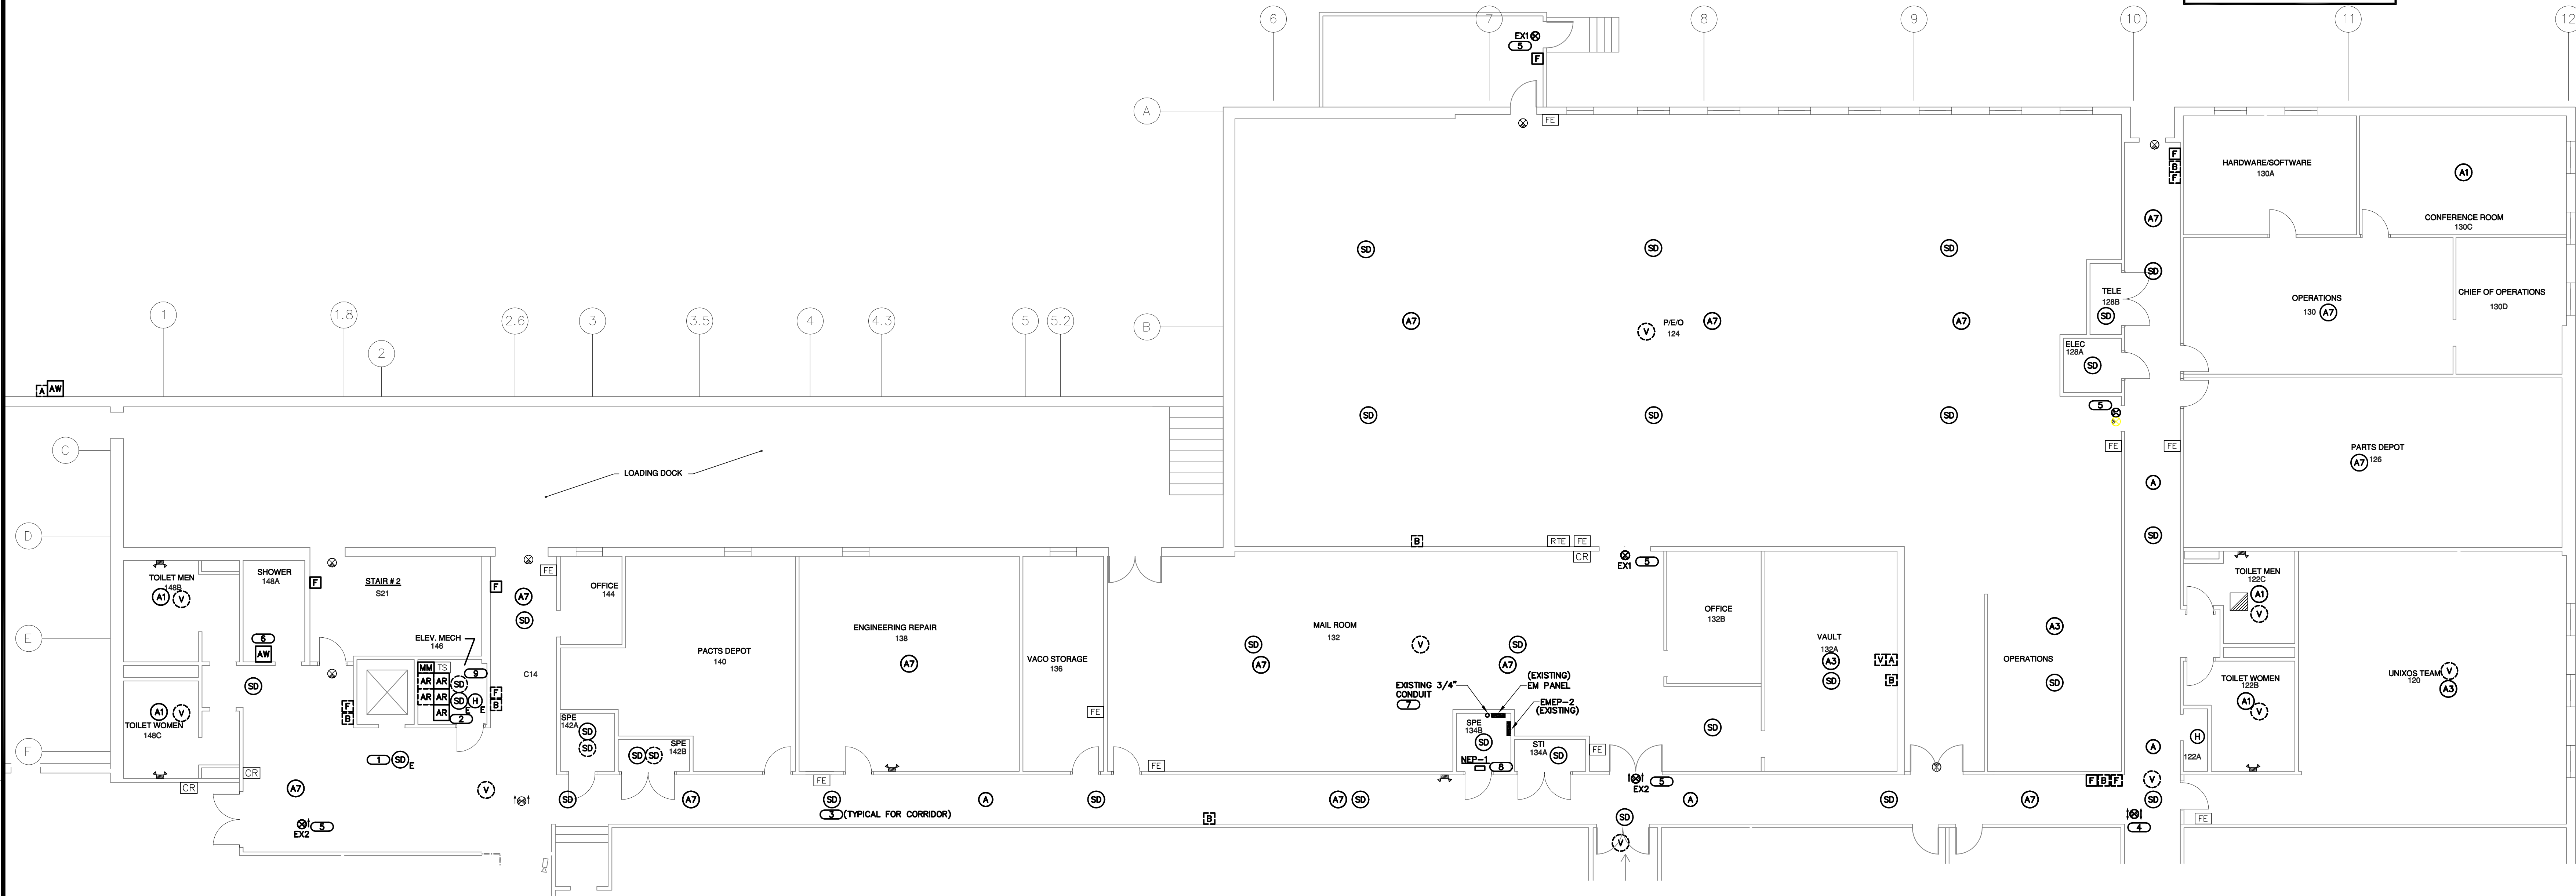 6
7
8
9
10
11
12
EX1
5
F
A
FE
F
B
F
HARDWARE/SOFTWARE
130A
A1
CONFERENCE ROOM
130C
A7
SD
SD
SD
SD
TELE
128B
SD
OPERATIONS
130 A7
CHIEF OF OPERATIONS
130D
1
1.8
2
2.6
3
3.5
4
4.3
5
5.2
B
A7
V
P/E/O
124
A7
A7
ELEC
128A
SD
A AW
SD
SD
SD
5
FE
FE
C
LOADING DOCK
PARTS DEPOT
A7 126
A
D
B
RTE
FE
CR
SD
EX1
5
TOILET MEN
148B
A1
V
SHOWER
148A
F
STAIR # 2
S21
F
FE
A7
SD
OFFICE
144
TOILET MEN
122C
A1
V
E
6
AW
ELEV. MECH
146
ENGINEERING REPAIR
138
A7
MAIL ROOM
132
SD
A7
V
SD
A7
OFFICE
132B
VAULT
132A
A3
SD
V A
B
A3
OPERATIONS
SD
PACTS DEPOT
140
VACO STORAGE
136
C14
MM TS
AR AR SD
AR AR SD H
AR
E
E
9
2
SD
F
B
F
B
UNIXOS TEAM
120
V
A3
TOILET WOMEN
122B
A1
V
A1
V
TOILET WOMEN
148C
EXISTING 3/4"
CONDUIT
7
(EXISTING)
EM PANEL
EMEP-2
(EXISTING)
FE
SPE
142A
SD
SD
SPE
142B
SD
SD
SPE
134B
SD
STI
134A
SD
FE
SD
NEP-1
8
H
122A
A
F
1
SD
E
CR
CR
FE
FE
EX2
5
F B F
V
A7
V
SD
A7
SD
A
SD
A7
SD
A
SD
A7
SD
3
(TYPICAL FOR CORRIDOR)
B
SD
V
4
FE
EX2
5